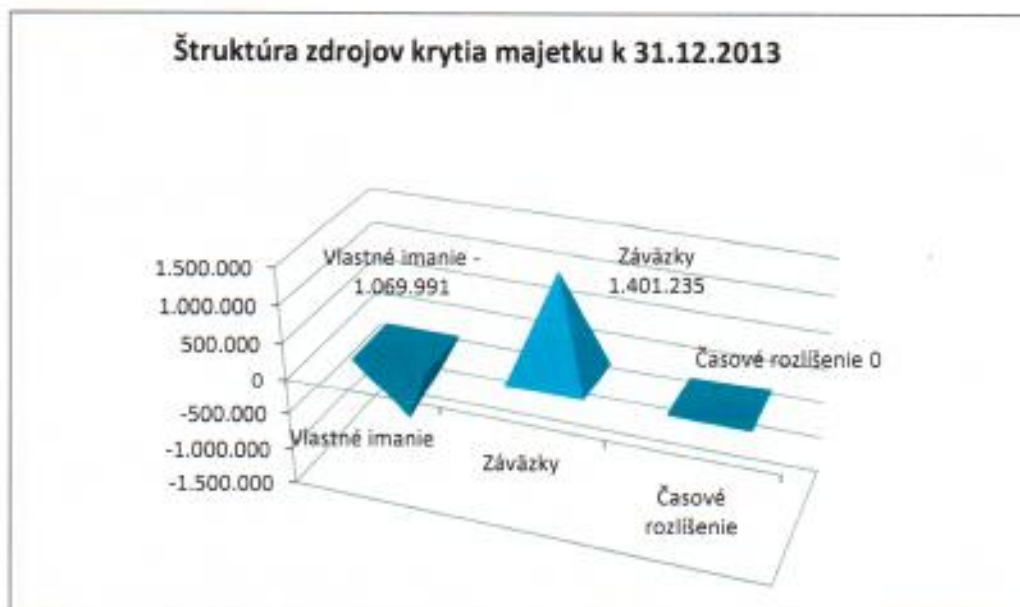 Štruktúra zdrojov krytia majetku k 31.12.2013
Vlastné imanie -
1.069.991
Záväzky
1.401.235
Časové rozlíšenie 0
1.500.000
1.000.000
500.000
0
-500.000
-1.000.000
-1.500.000
Vlastné imanie
Záväzky
Časové
rozlíšenie